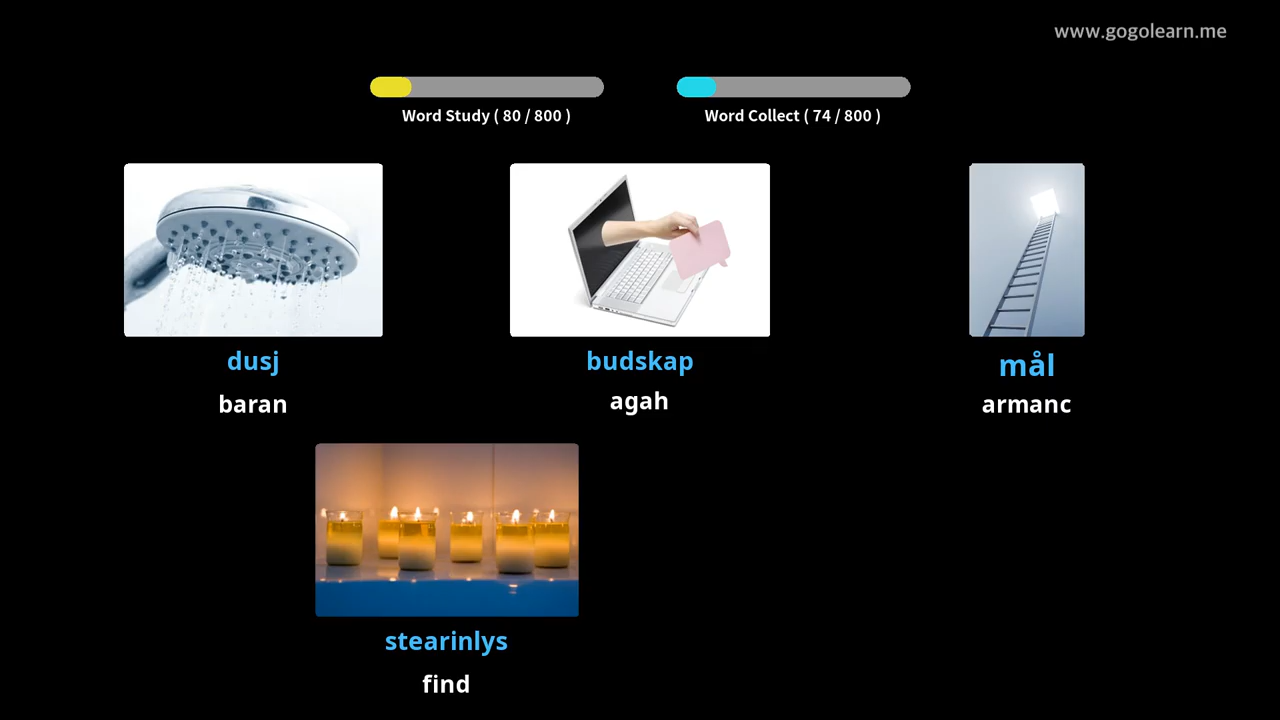 www.gogolearn.me
Word Study ( 80 / 800 )
Word Collect ( 74 / 800 )
dusj
budskap
mål
baran
agah
armanc
stearinlys
find